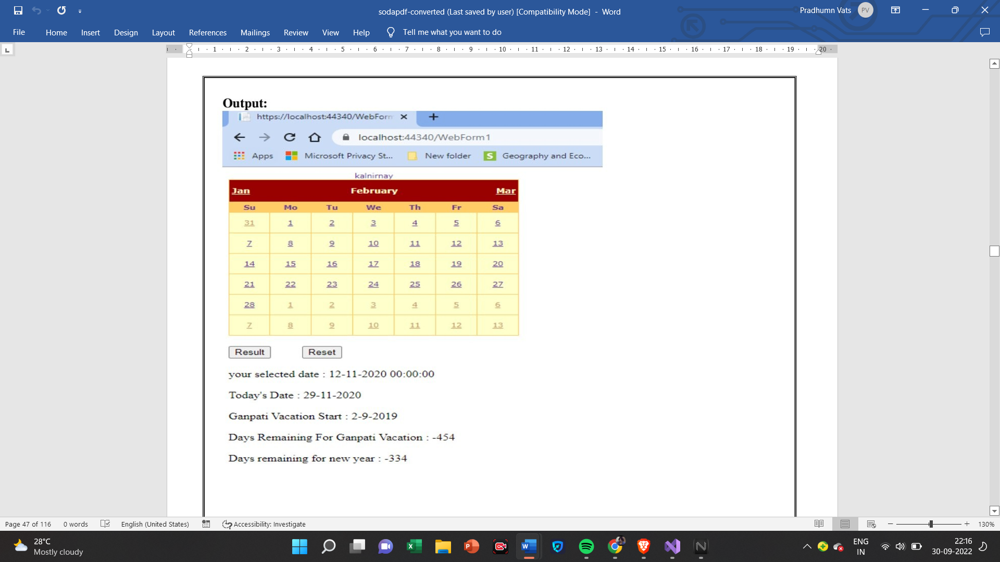 sodapdf-converted (Last saved by user) [Compatibility Mode] - Word
Pradhumn Vats PV
File Home Insert Design Layout References Mailings Review View Help Tell me what you want to do
1 2 3 4 5 6 7 8 9 10 11 12 13 14 15 16 17 18 19 20
Output:
https://localhost:44340/WebForm
localhost:44340/WebForm1
Apps Microsoft Privacy St... New folder S Geography and Eco...
kalnirnay
Jan February Mar
Su Mo Tu We Th Fr Sa
31 1 2 3 4 5 6
7 8 9 10 11 12 13
14 15 16 17 18 19 20
21 22 23 24 25 26 27
28 1 2 3 4 5 6
7 8 9 10 11 12 13
Result Reset
your selected date : 12-11-2020 00:00:00
Today's Date : 29-11-2020
Ganpati Vacation Start : 2-9-2019
Days Remaining For Ganpati Vacation : -454
Days remaining for new year : -334
Page 47 of 116 0 words English (United States) Accessibility: Investigate 130%
28°C
Mostly cloudy
ENG
IN
22:16
30-09-2022